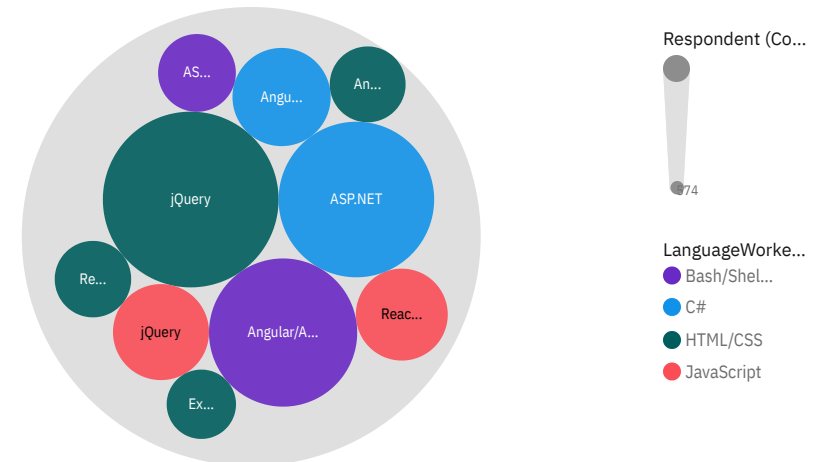 AS...
Angu...
An...
jQuery
ASP.NET
Re...
jQuery
Angular/A...
Reac...
Ex...
Respondent (Co...
574
LanguageWorke...
Bash/Shel...
C#
HTML/CSS
JavaScript